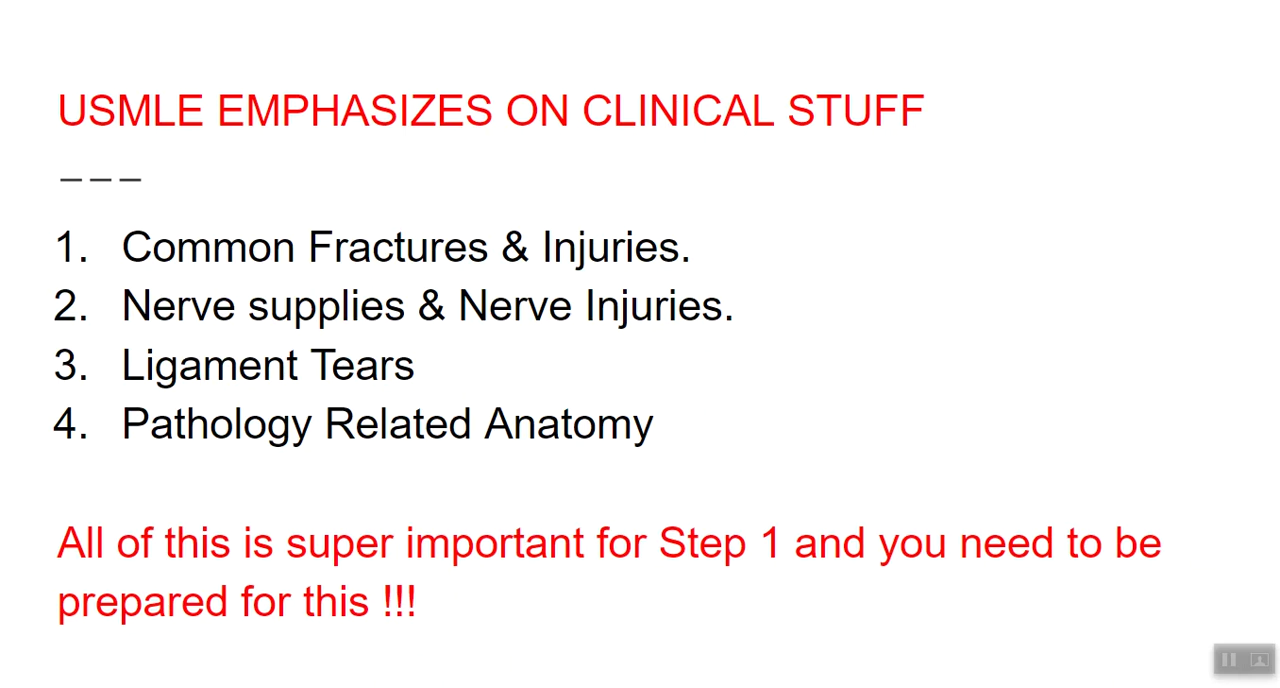 USMLE EMPHASIZES ON CLINICAL STUFF
1. Common Fractures & Injuries.
2. Nerve supplies & Nerve Injuries.
3. Ligament Tears
4. Pathology Related Anatomy
All of this is super important for Step 1 and you need to be
prepared for this !!!